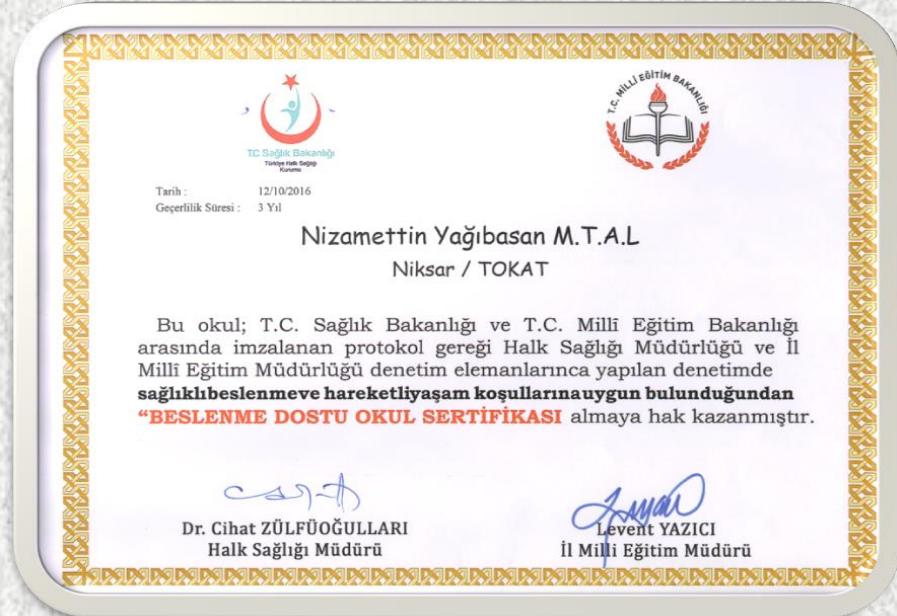 T.C. Sağlık Bakanlığı
Türkiye Halk Sağlığı
Kurumu
T.C. MİLLİ EĞİTİM BAKANLIĞI
Tarih : 12/10/2016
Geçerlilik Süresi : 3 Yıl
Nizamettin Yağıbasan M.T.A.L
Niksar / TOKAT
Bu okul; T.C. Sağlık Bakanlığı ve T.C. Millî Eğitim Bakanlığı
arasında imzalanan protokol gereği Halk Sağlığı Müdürlüğü ve İl
Millî Eğitim Müdürlüğü denetim elemanlarınca yapılan denetimde
sağlıklıbeslenmeve hareketliyaşam koşullarınauygun bulunduğundan
“BESLENME DOSTU OKUL SERTİFİKASI almaya hak kazanmıştır.
Dr. Cihat ZÜLFÜOĞULLARI
Halk Sağlığı Müdürü
Levent YAZICI
İl Milli Eğitim Müdürü